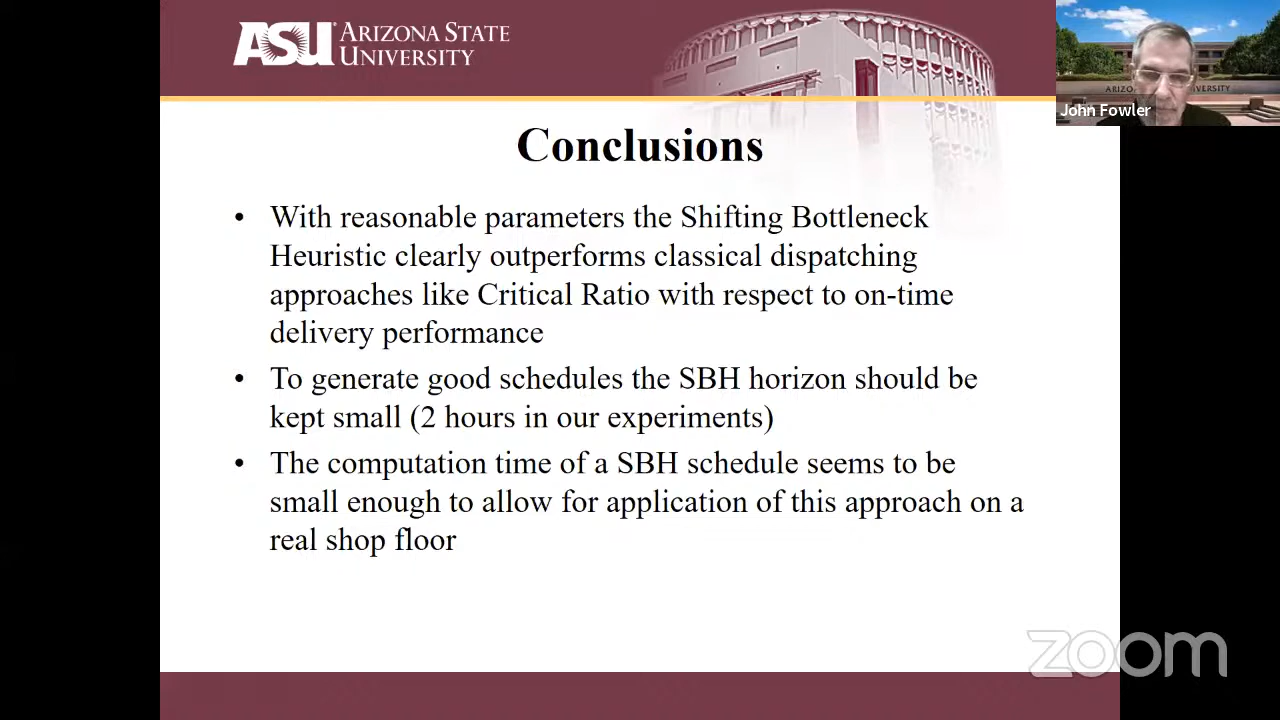 ASU ARIZONA STATE
UNIVERSITY
ARIZO VERSITY
John Fowler
Conclusions
• With reasonable parameters the Shifting Bottleneck
Heuristic clearly outperforms classical dispatching
approaches like Critical Ratio with respect to on-time
delivery performance
• To generate good schedules the SBH horizon should be
kept small (2 hours in our experiments)
• The computation time of a SBH schedule seems to be
small enough to allow for application of this approach on a
real shop floor
zoom